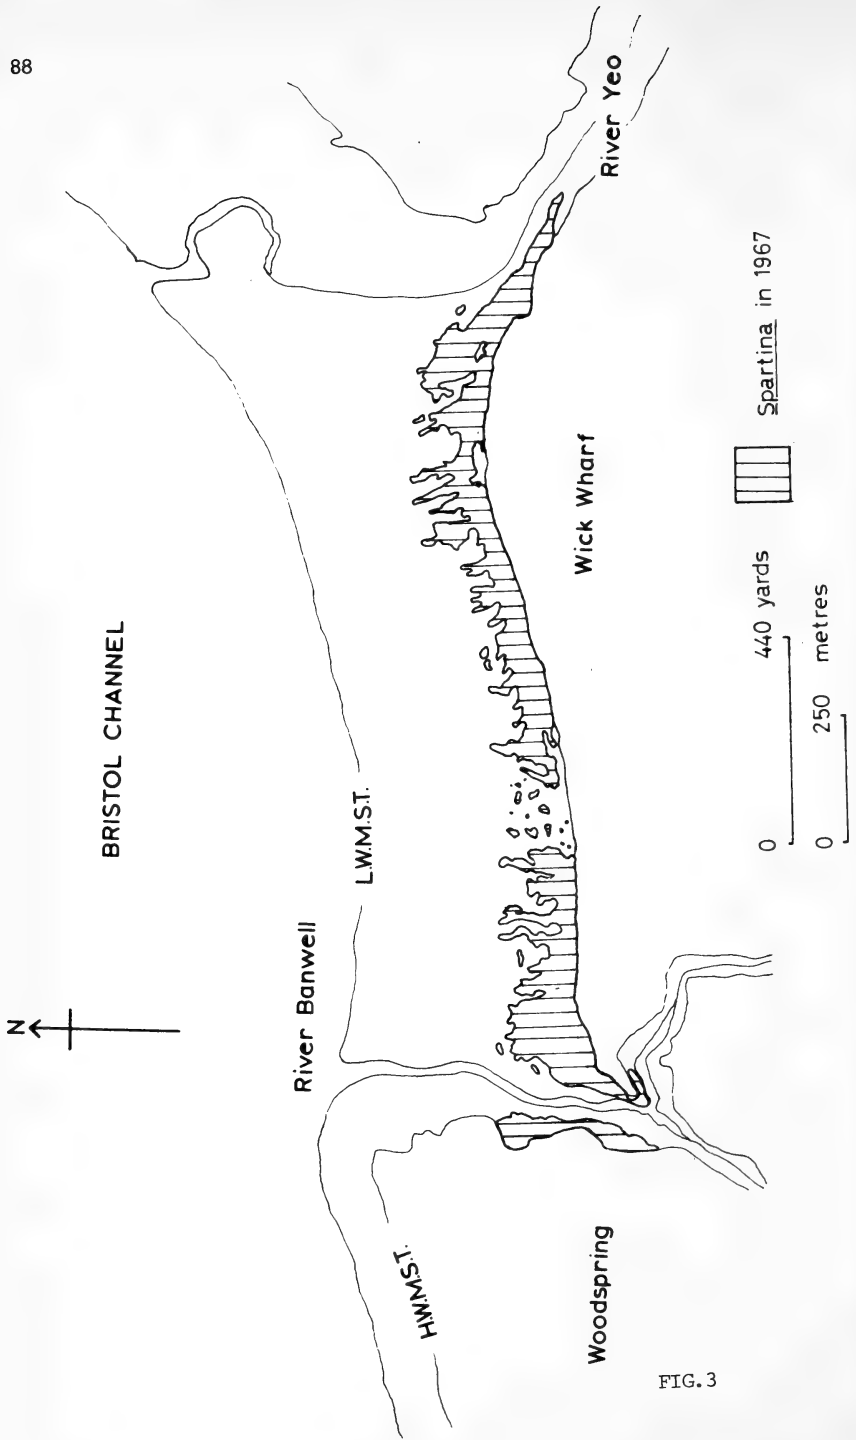 88
N
BRISTOL CHANNEL
River Banwell
L.W.M.S.T.
River Yeo
H.W.M.S.T.
Woodspring
Wick Wharf
0 440 yards
0 250 metres
Spartina in 1967
FIG.3